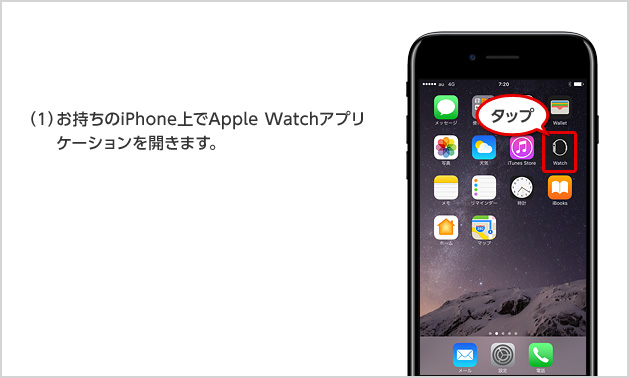 （1）お持ちのiPhone上でApple Watchアプリ
ケーションを開きます。
au 4G
7:20
タップ
メッセージ
Wallet
写真
天気
iTunes Store
Watch
メモ
リマインダー
時計
iBooks
ホーム
マップ
280
メール
設定
電話